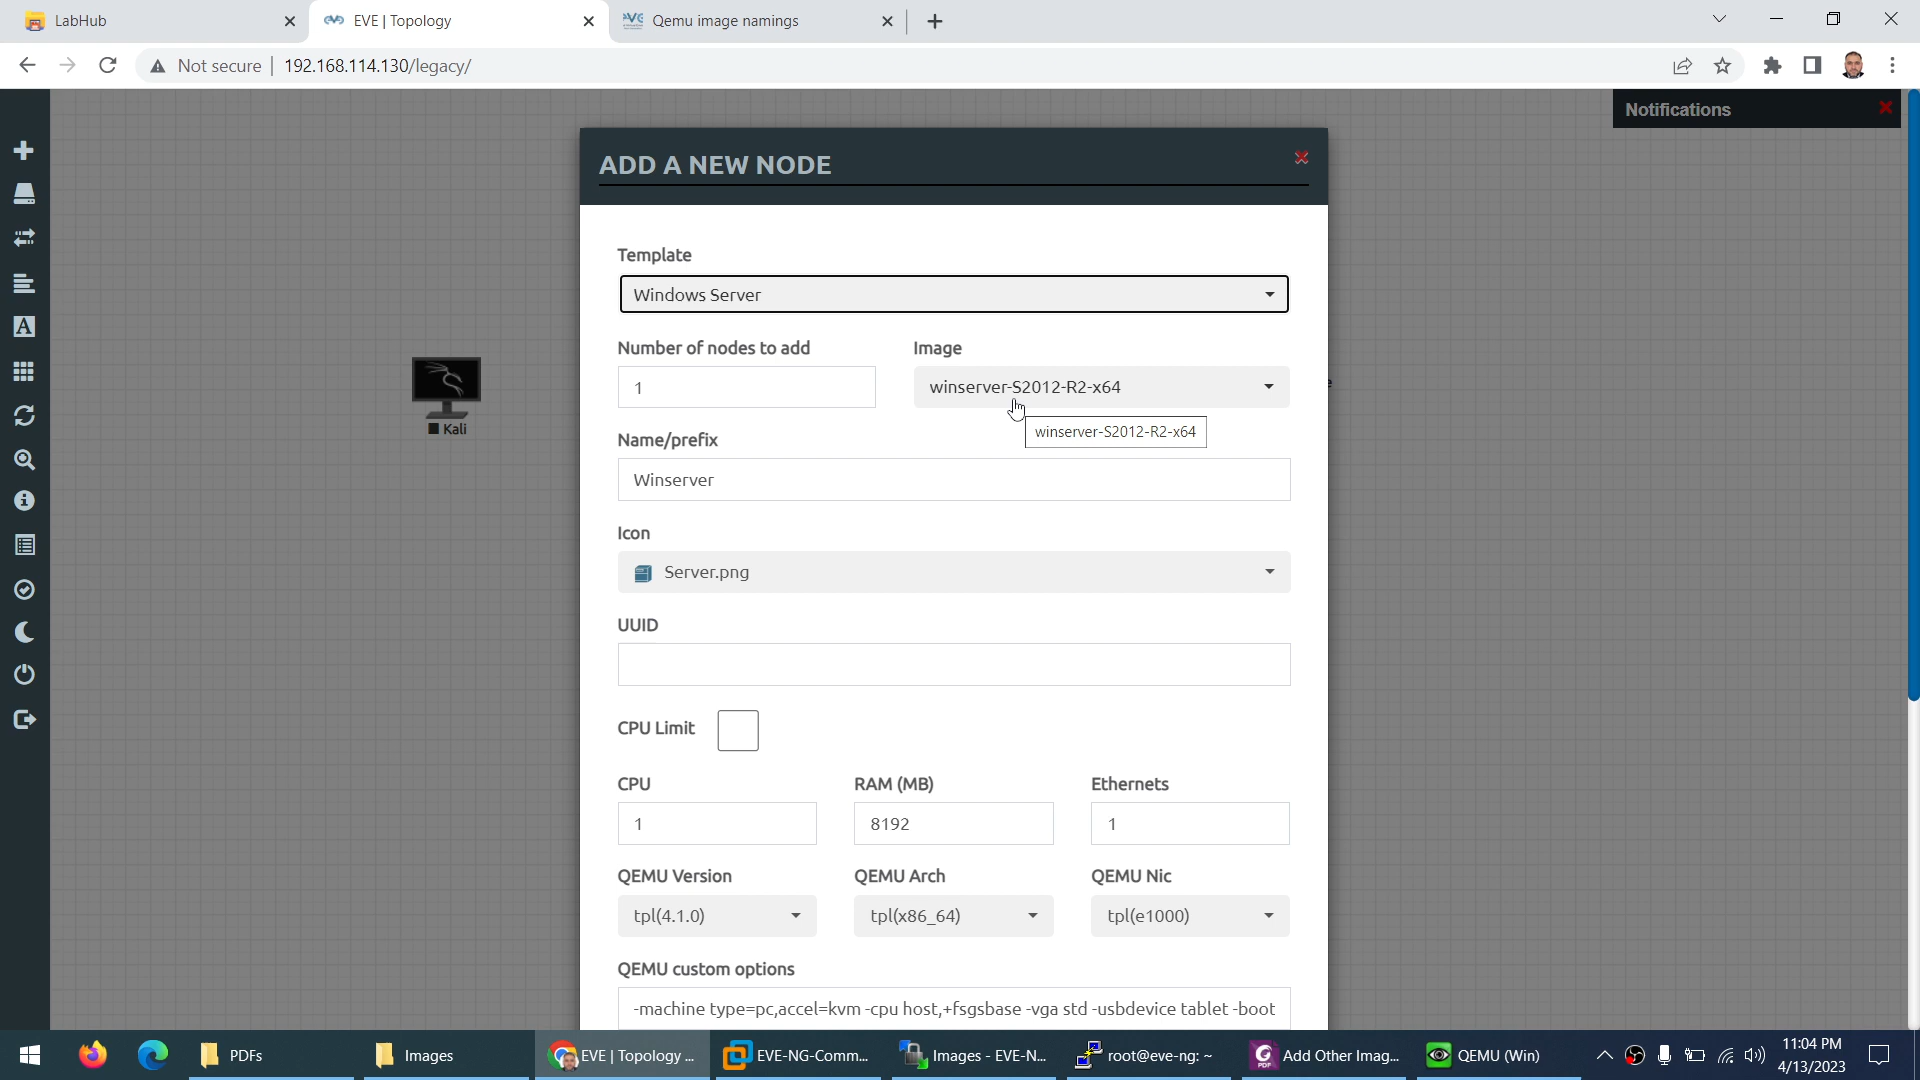 LabHub
EVE | Topology
Qemu image namings
Not secure
192.168.114.130/legacy/
Notifications
ADD A NEW NODE
Template
Windows Server
Number of nodes to add
Image
1
winserver-S2012-R2-x64
winserver-S2012-R2-x64
Kali
Name/prefix
Winserver
Icon
Server.png
UUID
CPU Limit
CPU
RAM (MB)
Ethernets
1
8192
1
QEMU Version
QEMU Arch
QEMU Nic
tpl(4.1.0)
tpl(x86_64)
tpl(e1000)
QEMU custom options
-machine type=pc,accel=kvm -cpu host,+fsgsbase -vga std -usbdevice tablet -boot
PDFs
Images
EVE | Topology ...
EVE-NG-Comm...
Images - EVE-N...
root@eve-ng: ~
Add Other Imag...
QEMU (Win)
11:04 PM
4/13/2023